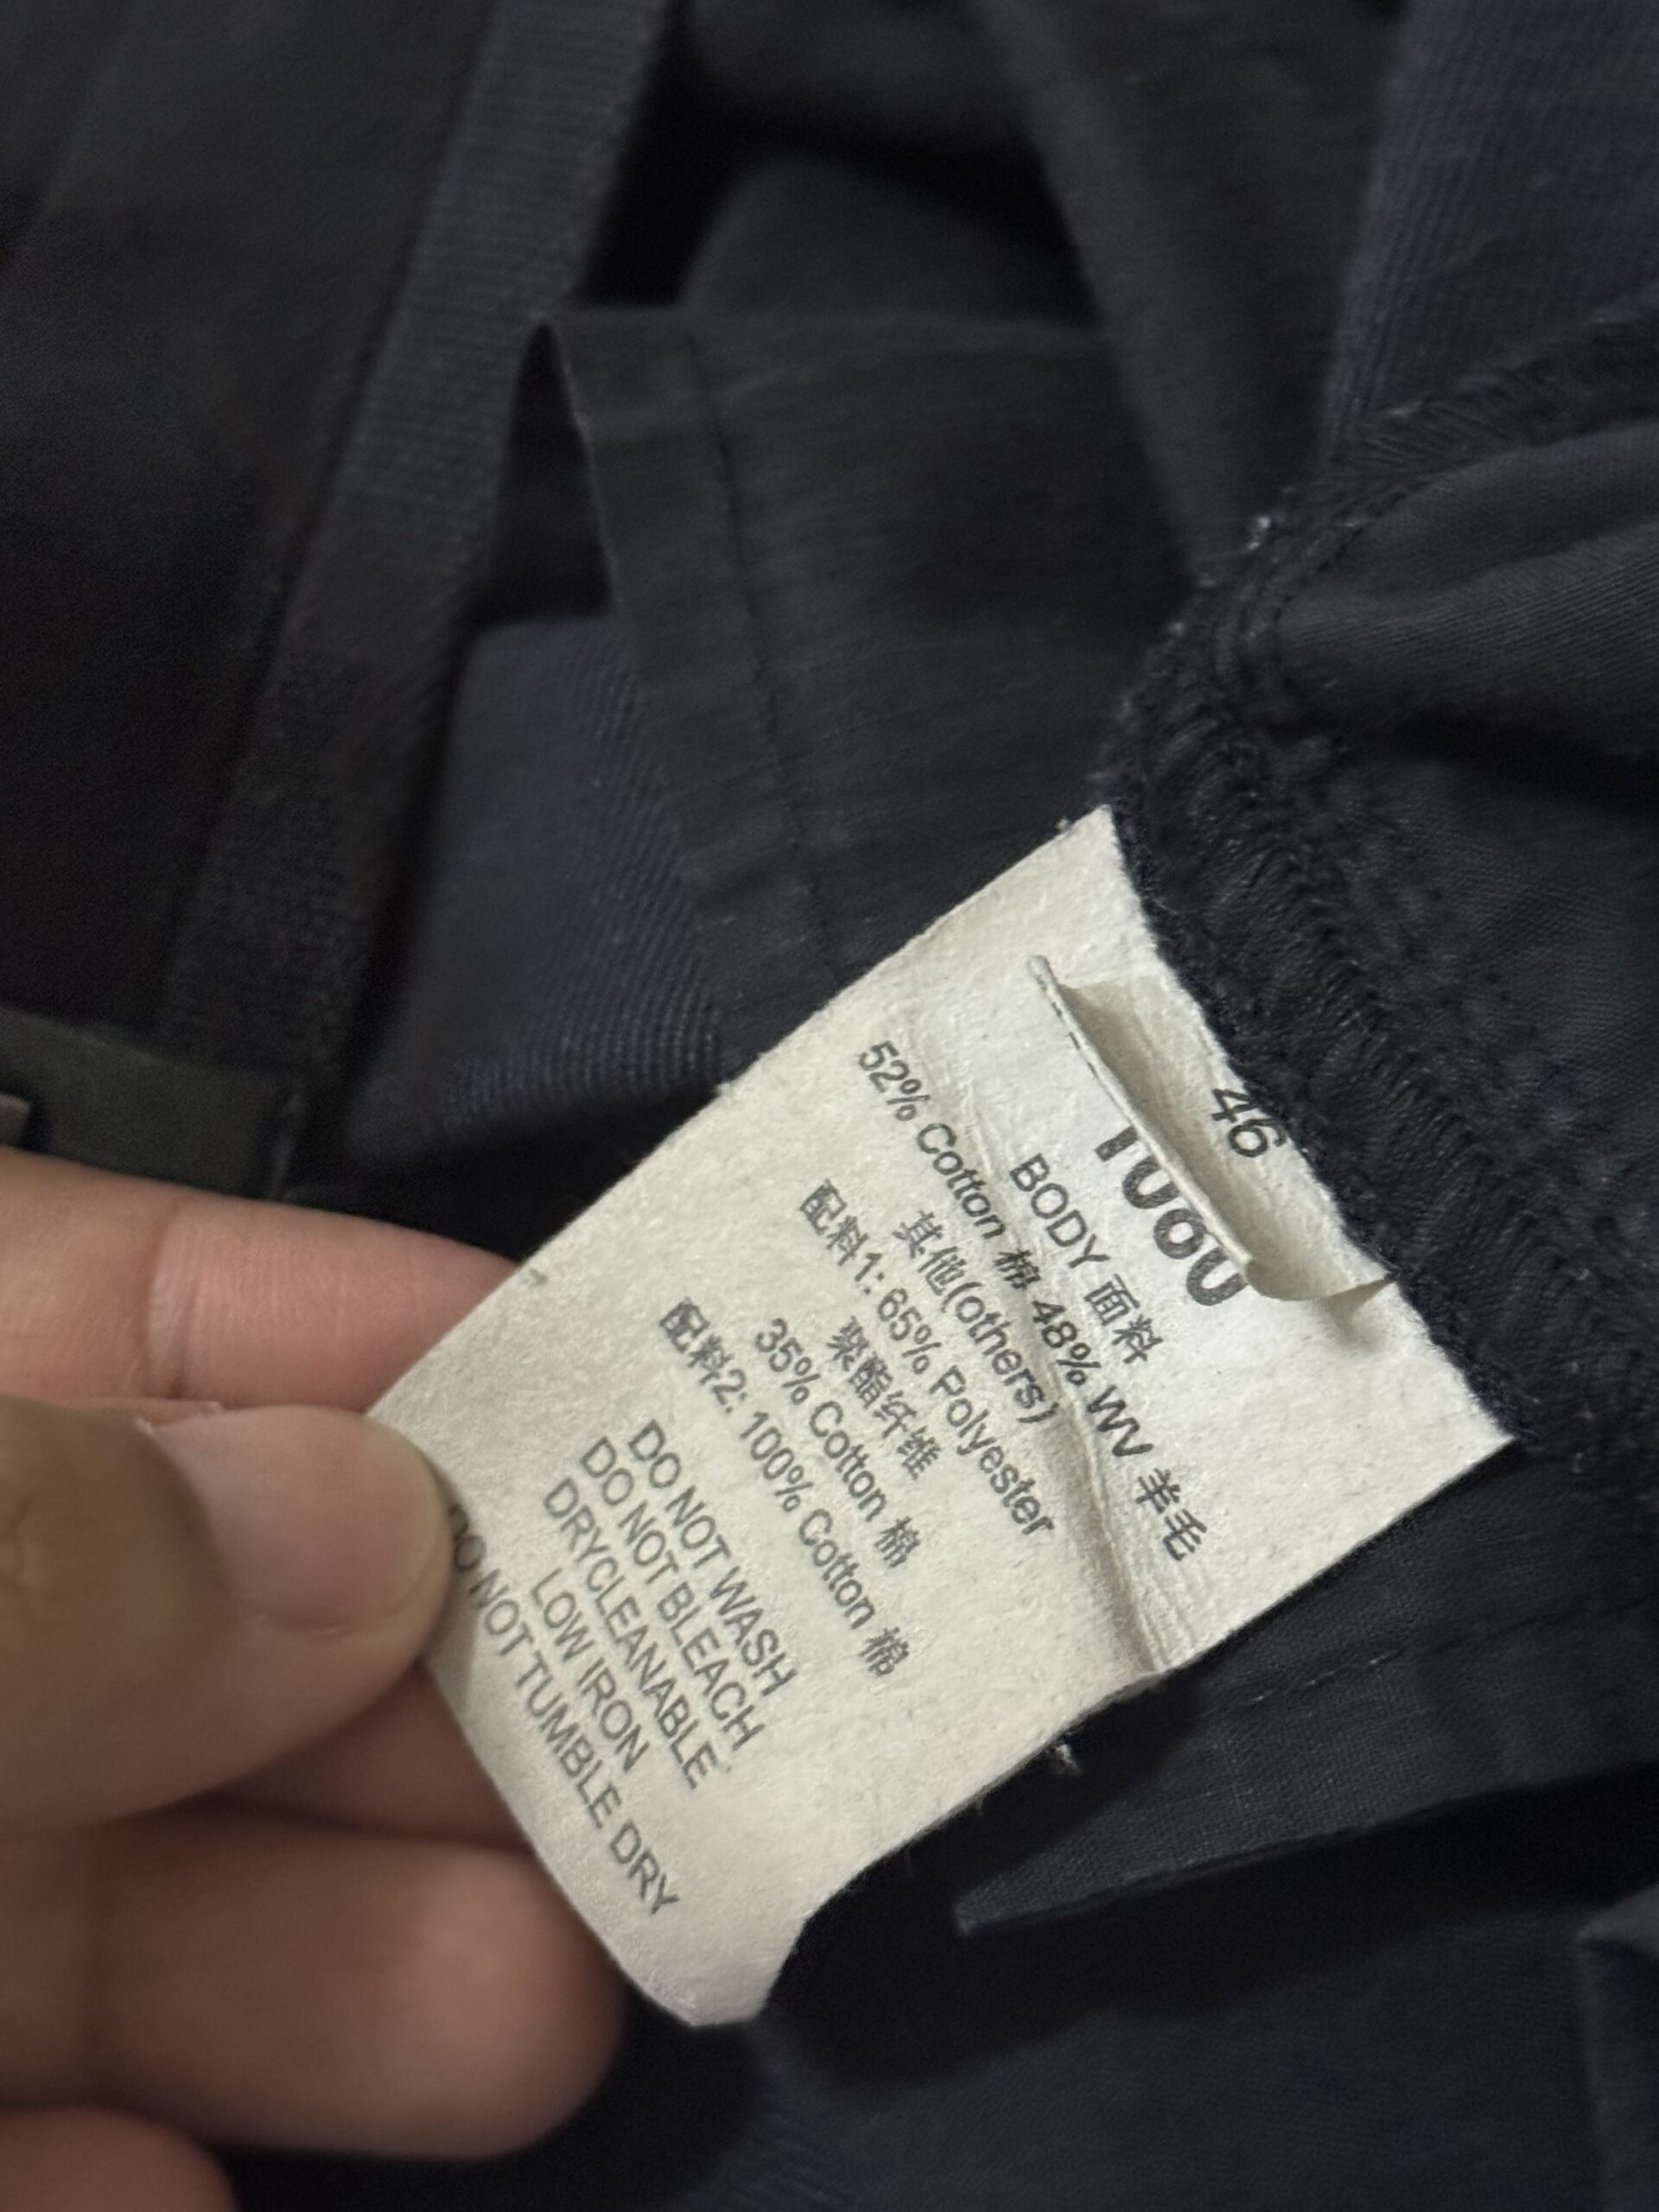 46
BODY 面料
52% Cotton 棉 48% WV 羊毛
其他(others)
配料1: 65% Polyester
聚酯纤维
35% Cotton 棉
配料2: 100% Cotton 棉
DO NOT WASH
DO NOT BLEACH
DRYCLEANABLE
LOW IRON
DO NOT TUMBLE DRY